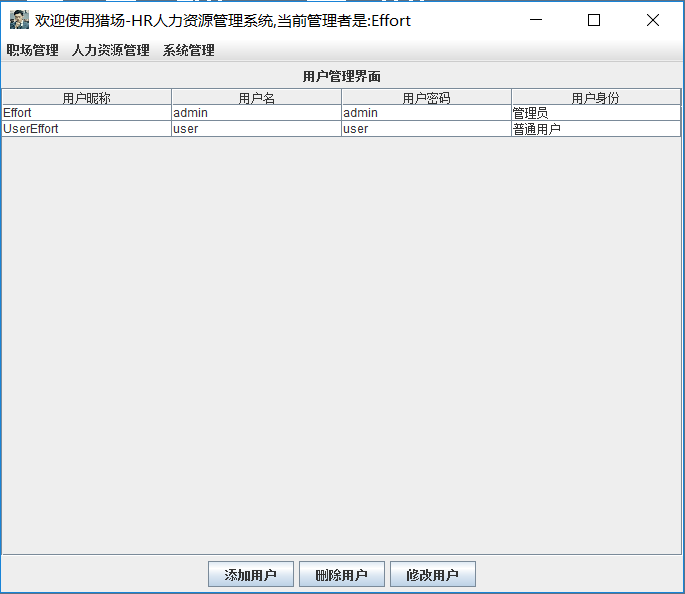 欢迎使用猎场-HR人力资源管理系统,当前管理者是:Effort
职场管理 人力资源管理 系统管理
用户管理界面
用户昵称 用户名 用户密码 用户身份
Effort admin admin 管理员
UserEffort user user 普通用户
添加用户 删除用户 修改用户